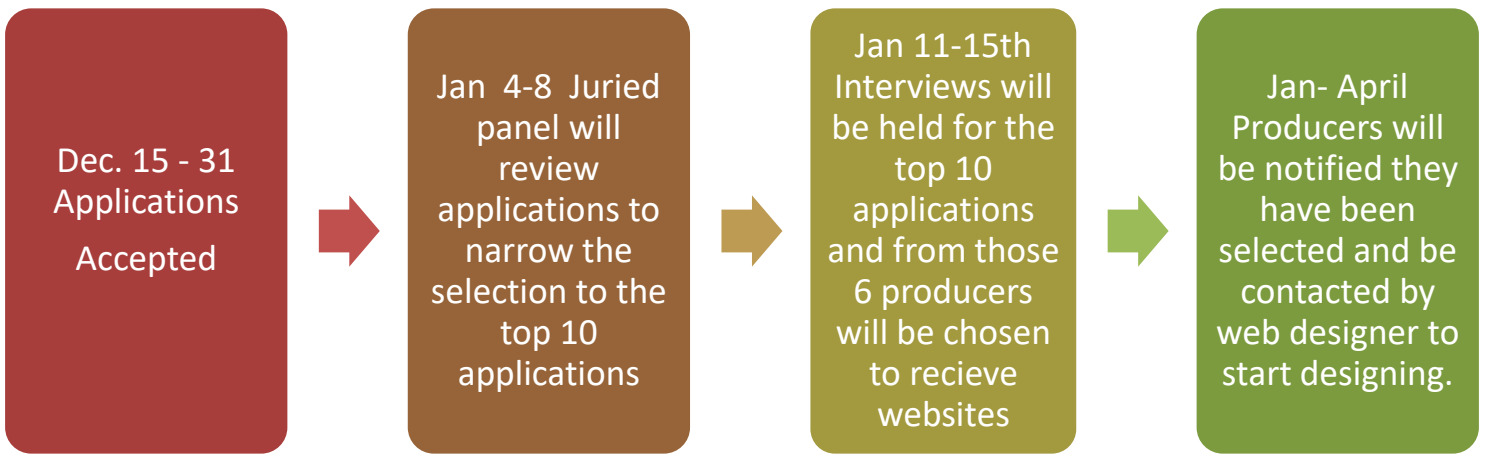 Dec. 15 - 31
Applications
Accepted
Jan 4-8 Juried
panel will
review
applications to
narrow the
selection to the
top 10
applications
Jan 11-15th
Interviews will
be held for the
top 10
applications
and from those
6 producers
will be chosen
to recieve
websites
Jan- April
Producers will
be notified they
have been
selected and be
contacted by
web designer to
start designing.